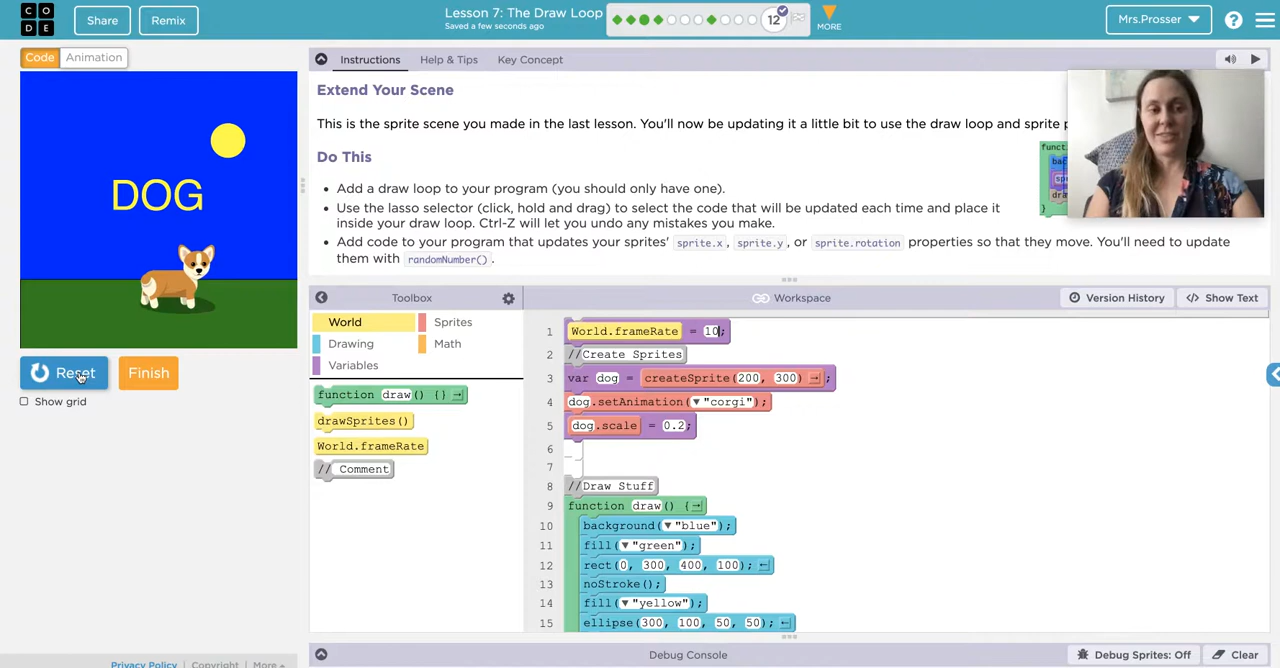 C O
D E
Share
Remix
Lesson 7: The Draw Loop
Saved a few seconds ago
12
MORE
Mrs.Prosser
?
Code
Animation
Instructions
Help & Tips
Key Concept
DOG
Extend Your Scene
This is the sprite scene you made in the last lesson. You'll now be updating it a little bit to use the draw loop and sprite
Do This
Add a draw loop to your program (you should only have one).
Use the lasso selector (click, hold and drag) to select the code that will be updated each time and place it
inside your draw loop. Ctrl-Z will let you undo any mistakes you make.
Add code to your program that updates your sprites' sprite.x, sprite.y, or sprite.rotation properties so that they move. You'll need to update
them with randomNumber().
Reset
Finish
Show grid
Toolbox
Workspace
Version History
</> Show Text
World
Sprites
Drawing
Math
Variables
function draw() {}
drawSprites()
World.frameRate
// Comment
1 World.frameRate = 10;
2 //Create Sprites
3 var dog = createSprite(200, 300);
4 dog.setAnimation("corgi");
5 dog.scale = 0.2;
6
7
8 //Draw Stuff
9 function draw() {
10 background("blue");
11 fill("green");
12 rect(0, 300, 400, 100);
13 noStroke();
14 fill("yellow");
15 ellipse(300, 100, 50, 50);
Debug Console
Debug Sprites: Off
Clear
Privacy Policy | Copyright | More